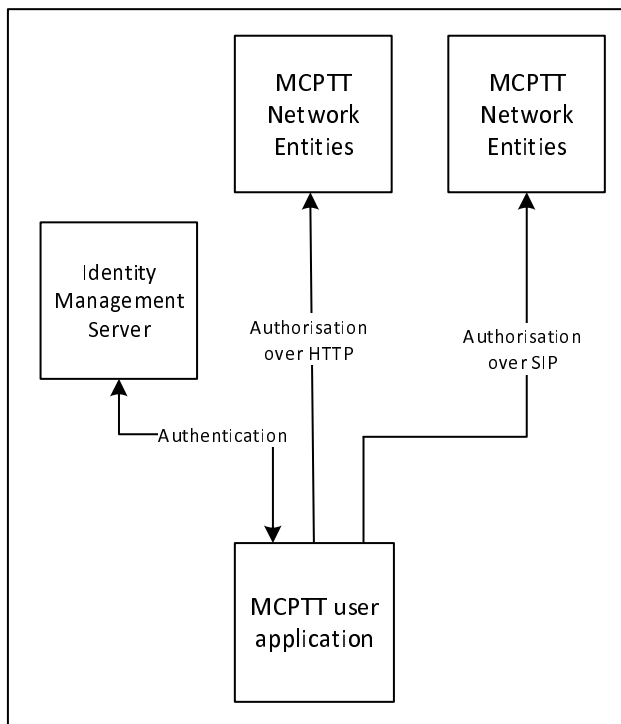 MCPTT
Network
Entities
MCPTT
Network
Entities
Identity
Management
Server
Authorisation
over HTTP
Authorisation
over SIP
Authentication
MCPTT user
application